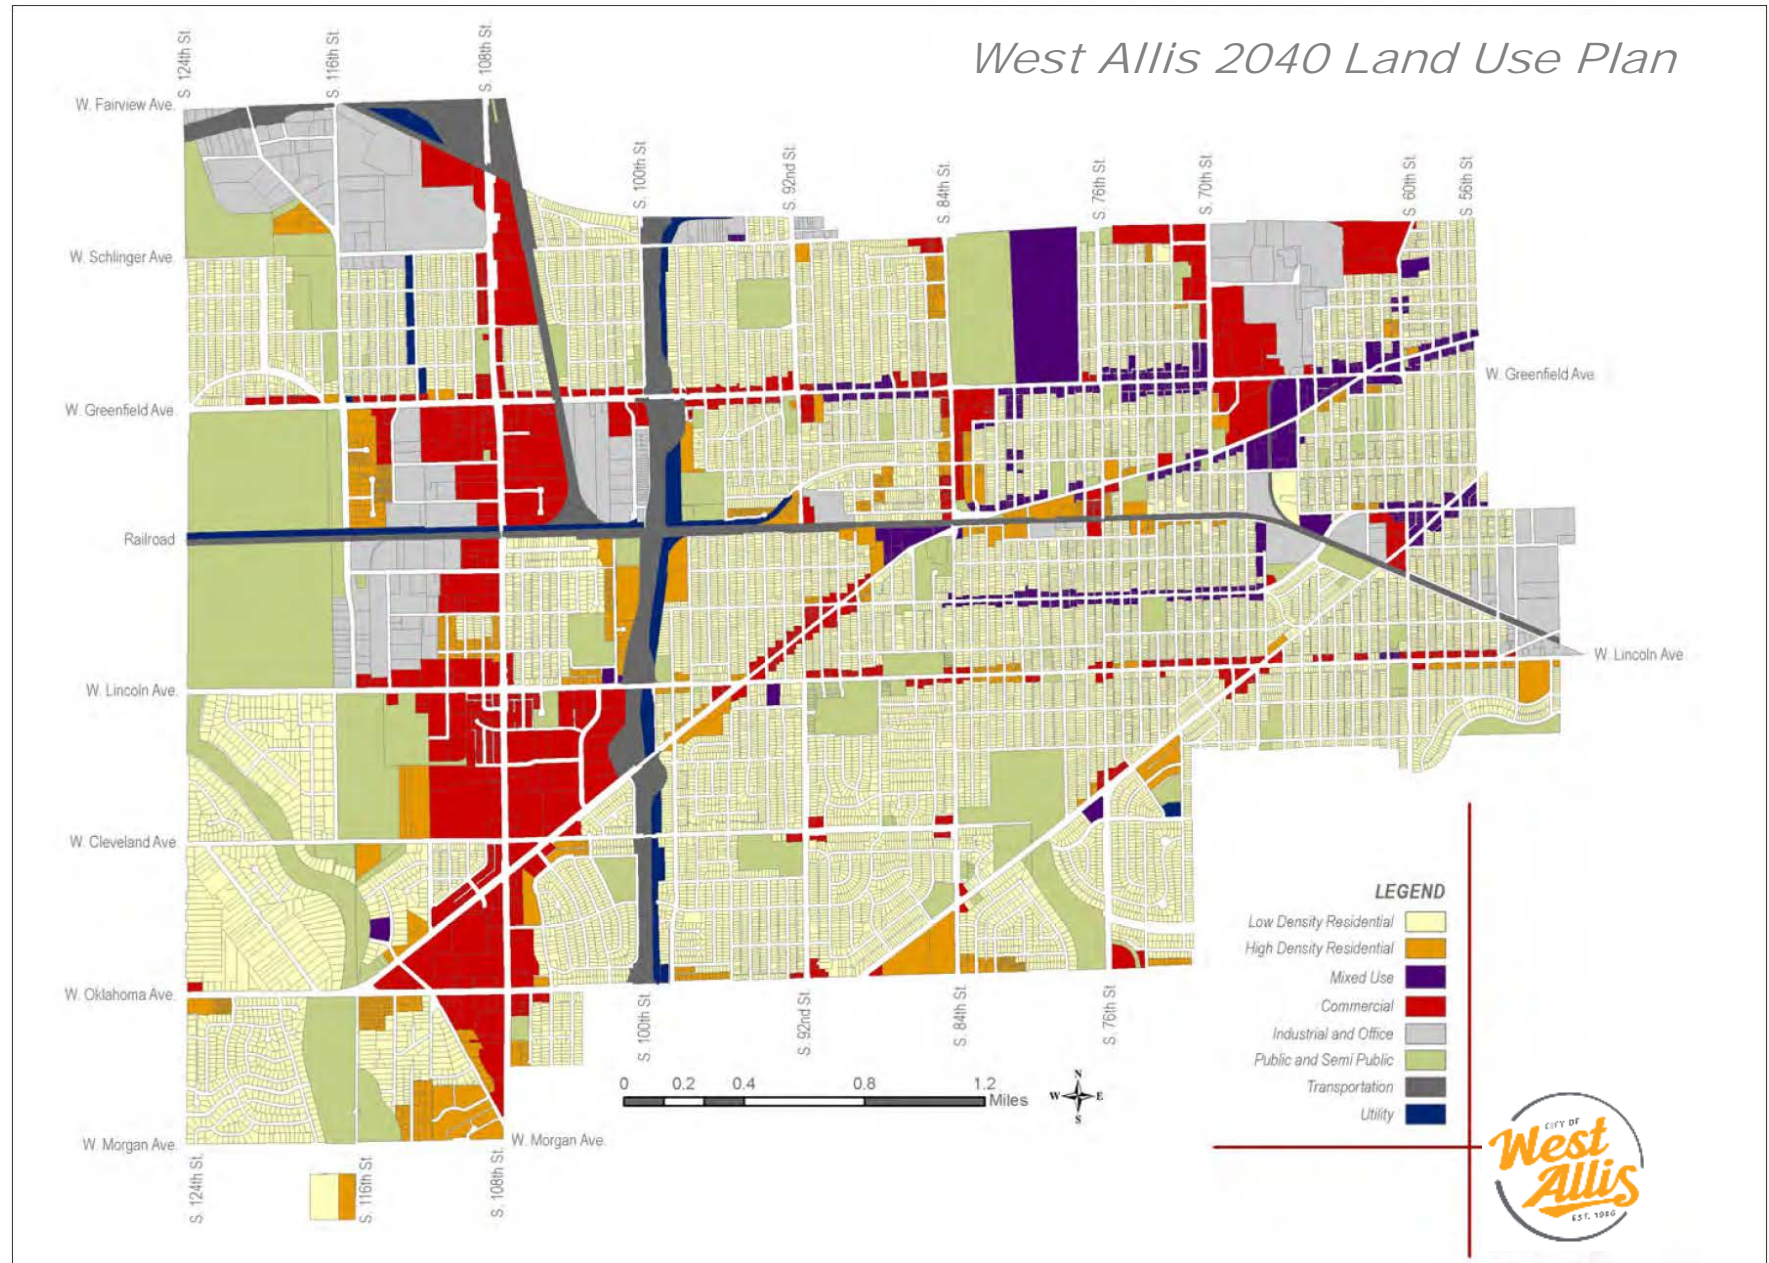 West Allis 2040 Land Use Plan
S. 124th St.
S. 116th St.
S. 108th St.
W. Fairview Ave.
S. 100th St.
S. 92nd St.
S. 84th St.
S. 76th St.
S. 70th St.
S. 60th St.
S. 56th St.
W. Schlinger Ave.
W. Greenfield Ave.
W. Greenfield Ave.
Railroad
W. Lincoln Ave
W. Lincoln Ave.
W. Cleveland Ave.
LEGEND
Low Density Residential
High Density Residential
Mixed Use
Commercial
Industrial and Office
Public and Semi Public
Transportation
Utility
W. Oklahoma Ave.
S. 100th St.
S. 92nd St.
S. 84th St.
S. 76th St.
0 0.2 0.4 0.8 1.2
Miles
N
W E
S
W. Morgan Ave.
W. Morgan Ave.
S. 124th St.
S. 116th St.
S. 108th St.
CITY OF
West
Allis
EST. 1906